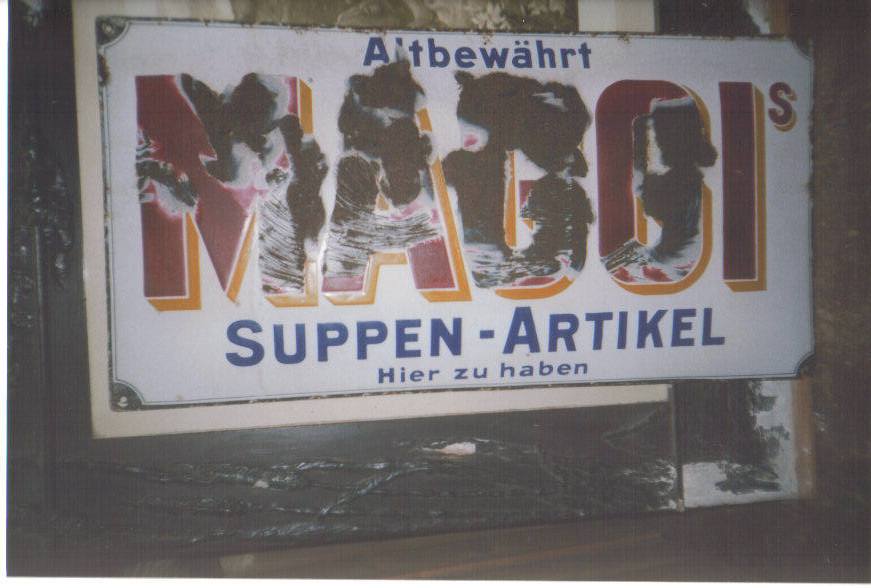 Altbewährt
MAGGIs
SUPPEN-ARTIKEL
Hier zu haben